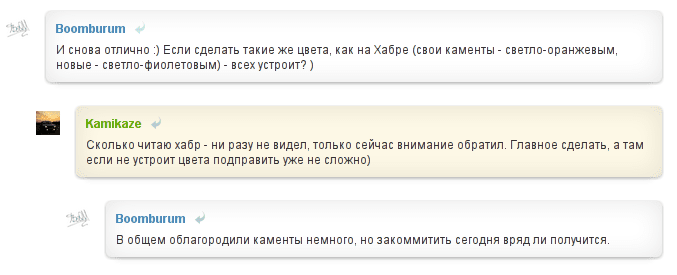 Boomburum
И снова отлично :) Если сделать такие же цвета, как на Хабре (свои каменты - светло-оранжевым,
новые - светло-фиолетовым) - всех устроит? )
Kamikaze
Сколько читаю хабр - ни разу не видел, только сейчас внимание обратил. Главное сделать, а там
если не устроит цвета подправить уже не сложно)
Boomburum
В общем облагородили каменты немного, но закоммитить сегодня вряд ли получится.